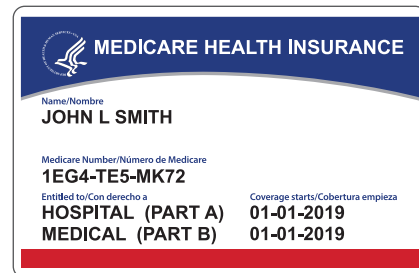 MEDICARE HEALTH INSURANCE
Name/Nombre
JOHN L SMITH
Medicare Number/Número de Medicare
1EG4-TE5-MK72
Entitled to/Con derecho a Coverage starts/Cobertura empieza
HOSPITAL (PART A) 01-01-2019
MEDICAL (PART B) 01-01-2019